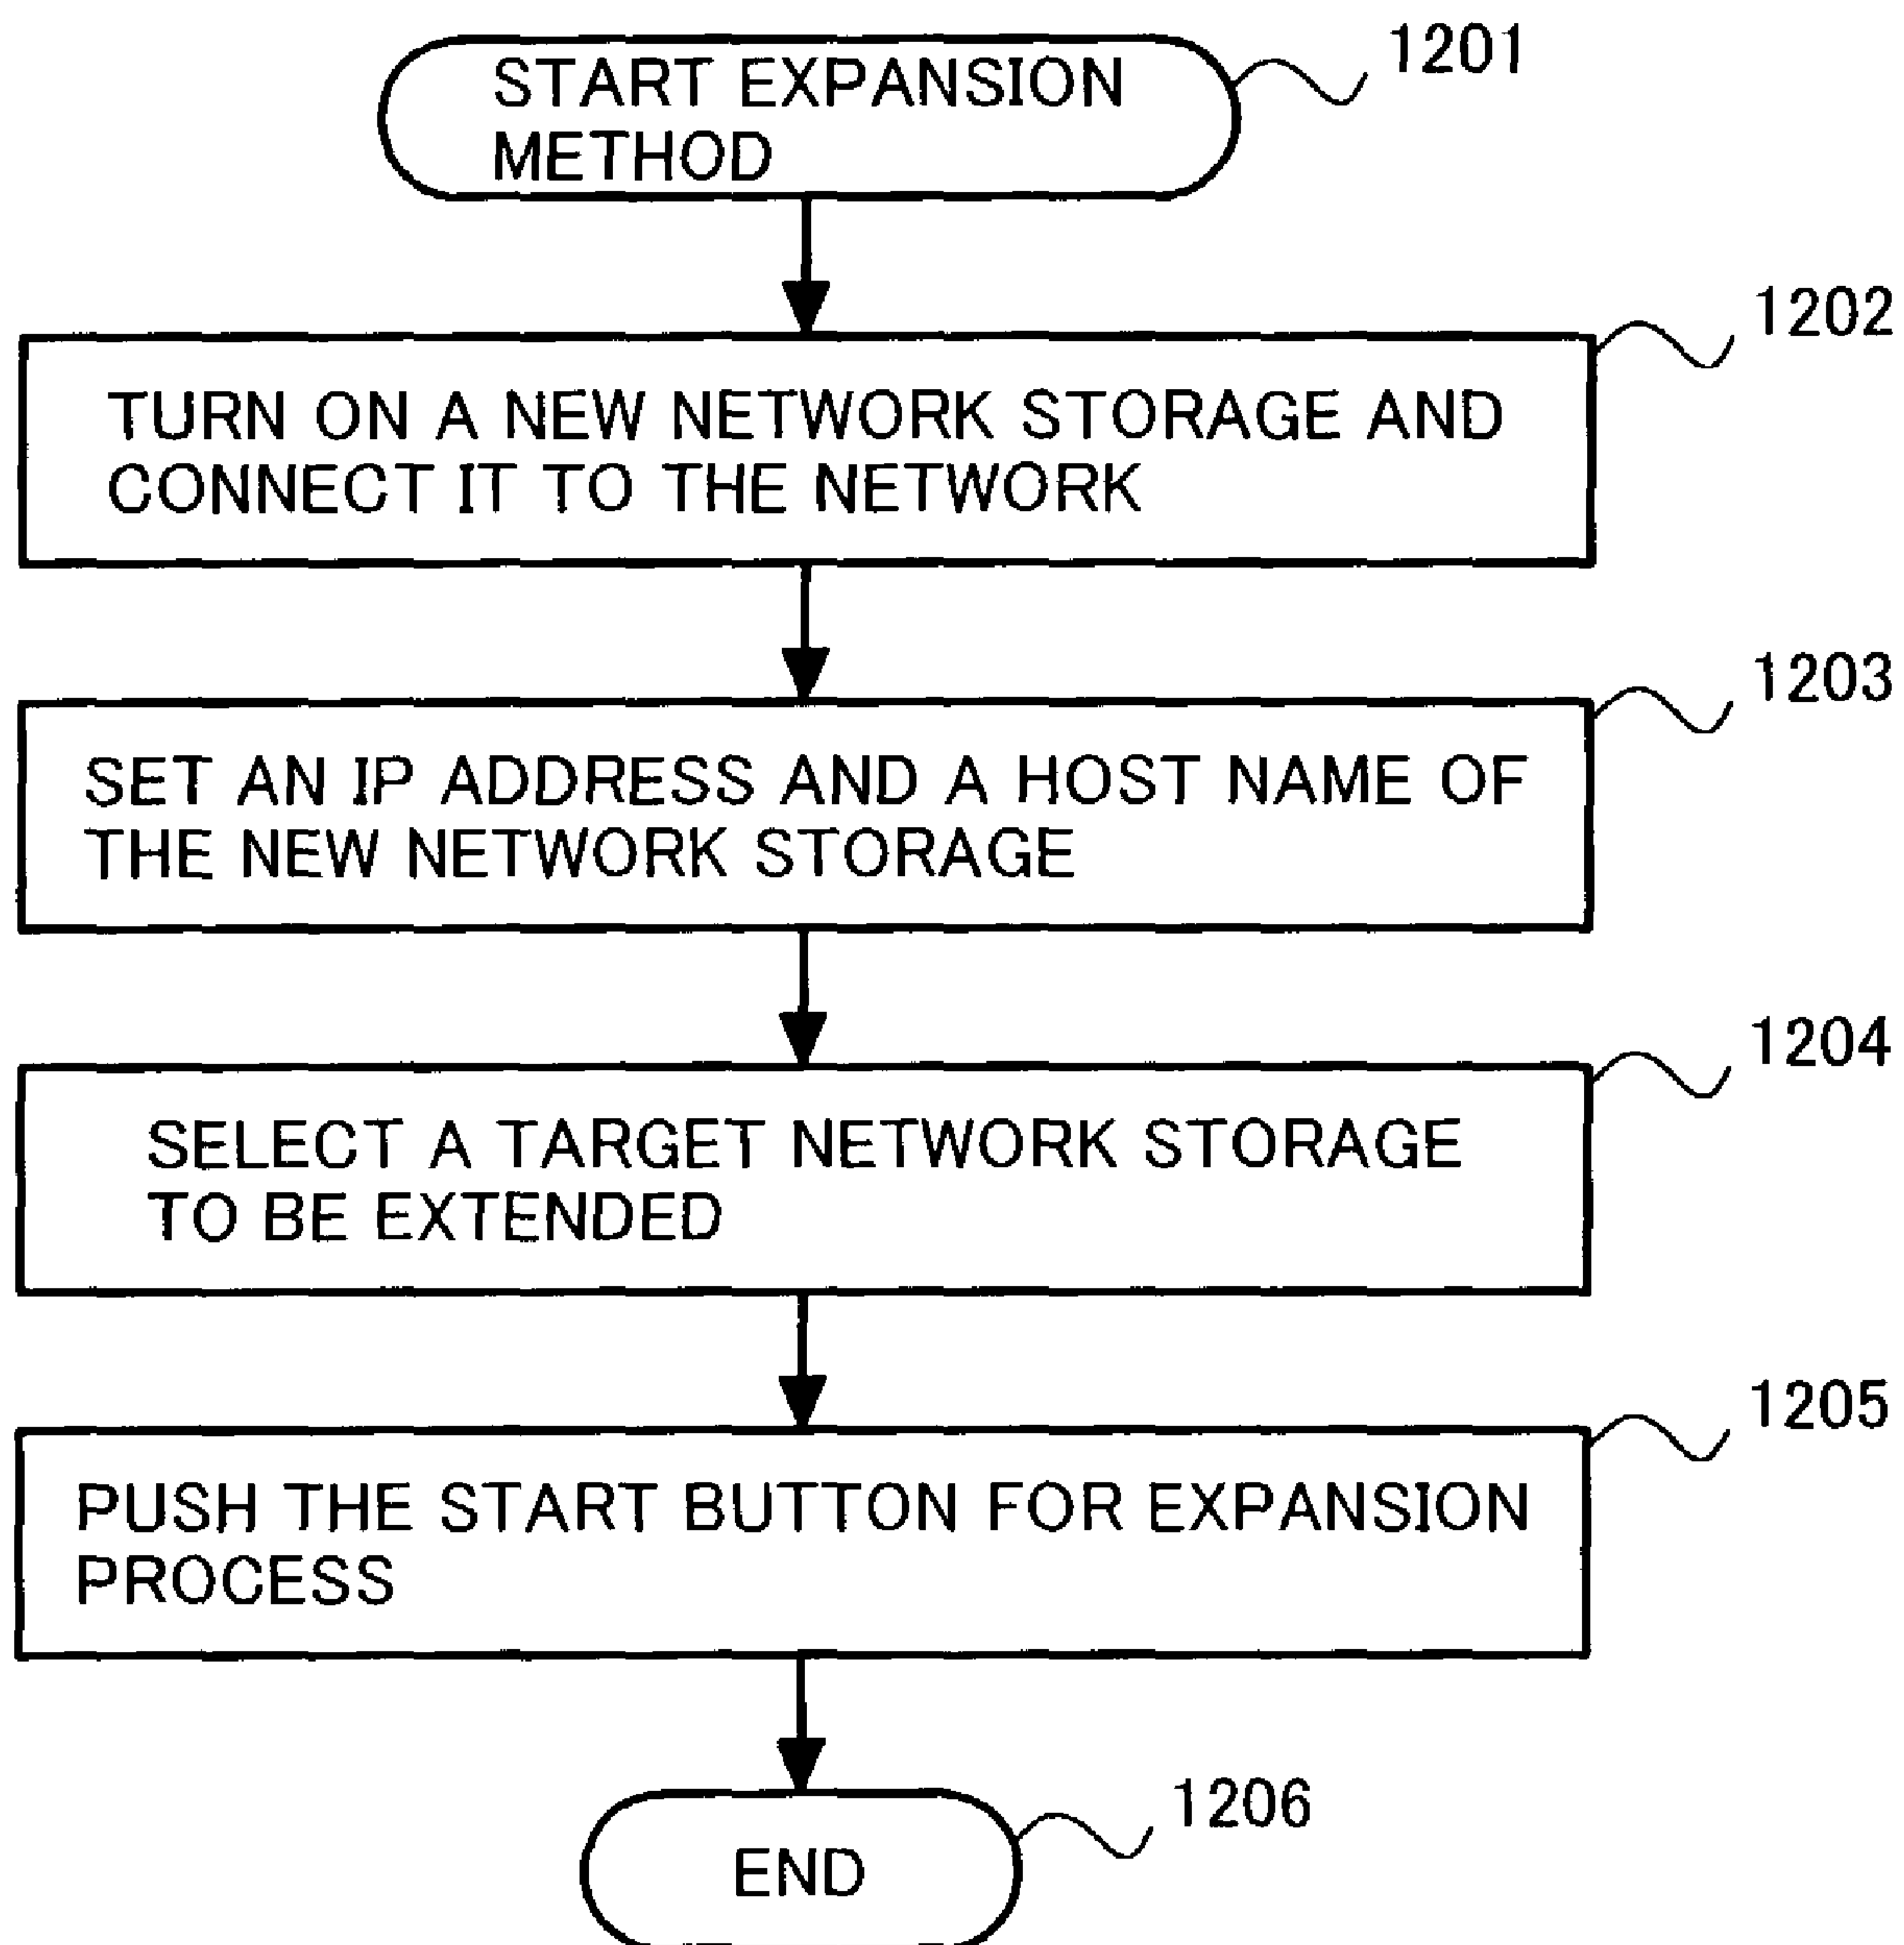 START EXPANSION
METHOD
1201
TURN ON A NEW NETWORK STORAGE AND
CONNECT IT TO THE NETWORK
1202
SET AN IP ADDRESS AND A HOST NAME OF
THE NEW NETWORK STORAGE
1203
SELECT A TARGET NETWORK STORAGE
TO BE EXTENDED
1204
PUSH THE START BUTTON FOR EXPANSION
PROCESS
1205
END
1206